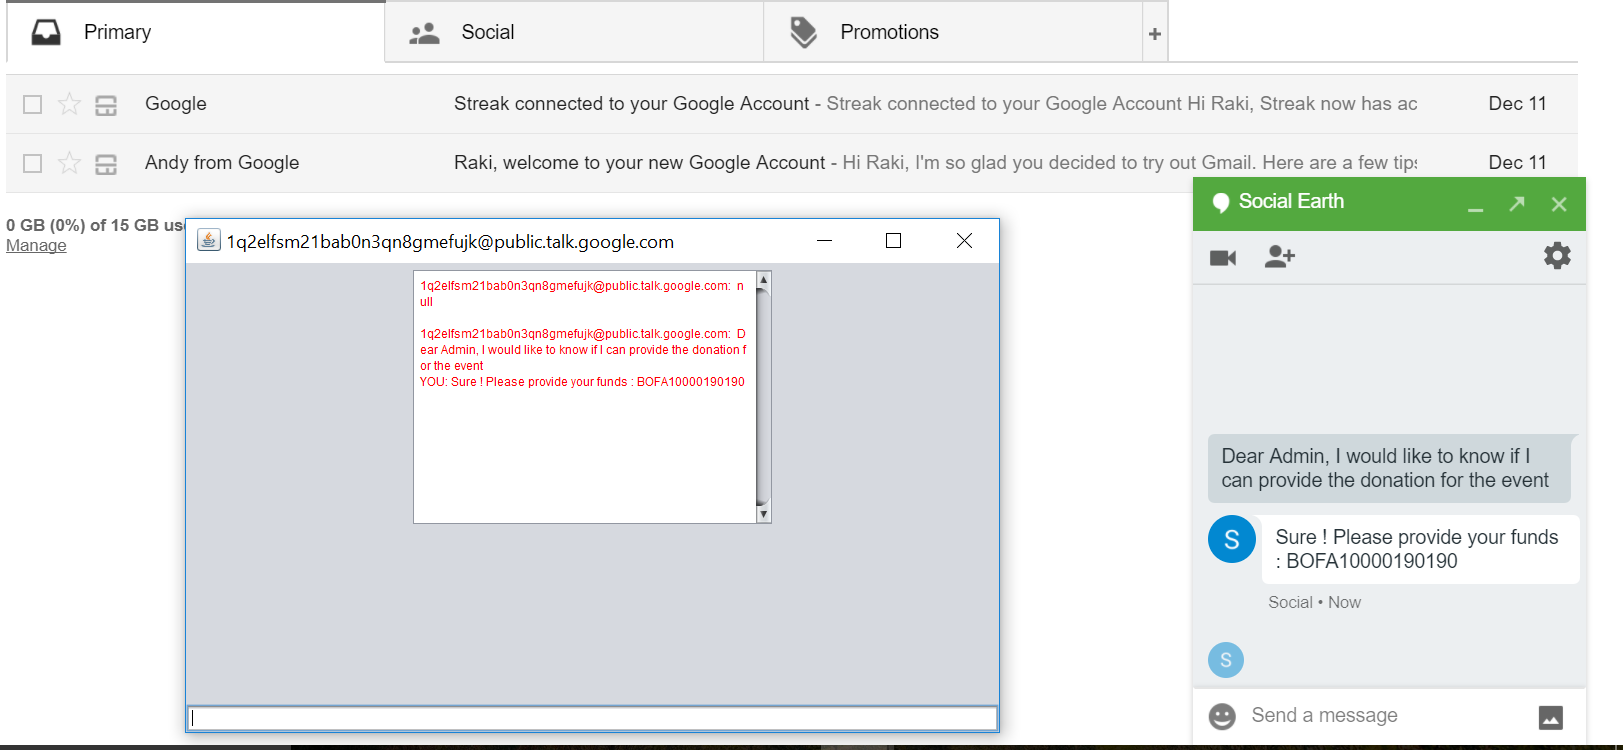 Primary
Social
Promotions
+
Google
Streak connected to your Google Account - Streak connected to your Google Account Hi Raki, Streak now has ac
Dec 11
Andy from Google
Raki, welcome to your new Google Account - Hi Raki, I'm so glad you decided to try out Gmail. Here are a few tips
Dec 11
0 GB (0%) of 15 GB use
Manage
1q2elfsm21bab0n3qn8gmefujk@public.talk.google.com
1q2elfsm21bab0n3qn8gmefujk@public.talk.google.com: n
ull
1q2elfsm21bab0n3qn8gmefujk@public.talk.google.com: D
ear Admin, I would like to know if I can provide the donation f
or the event
YOU: Sure ! Please provide your funds : BOFA10000190190
Social Earth
Dear Admin, I would like to know if I
can provide the donation for the event
S
Sure ! Please provide your funds
: BOFA10000190190
Social • Now
S
Send a message